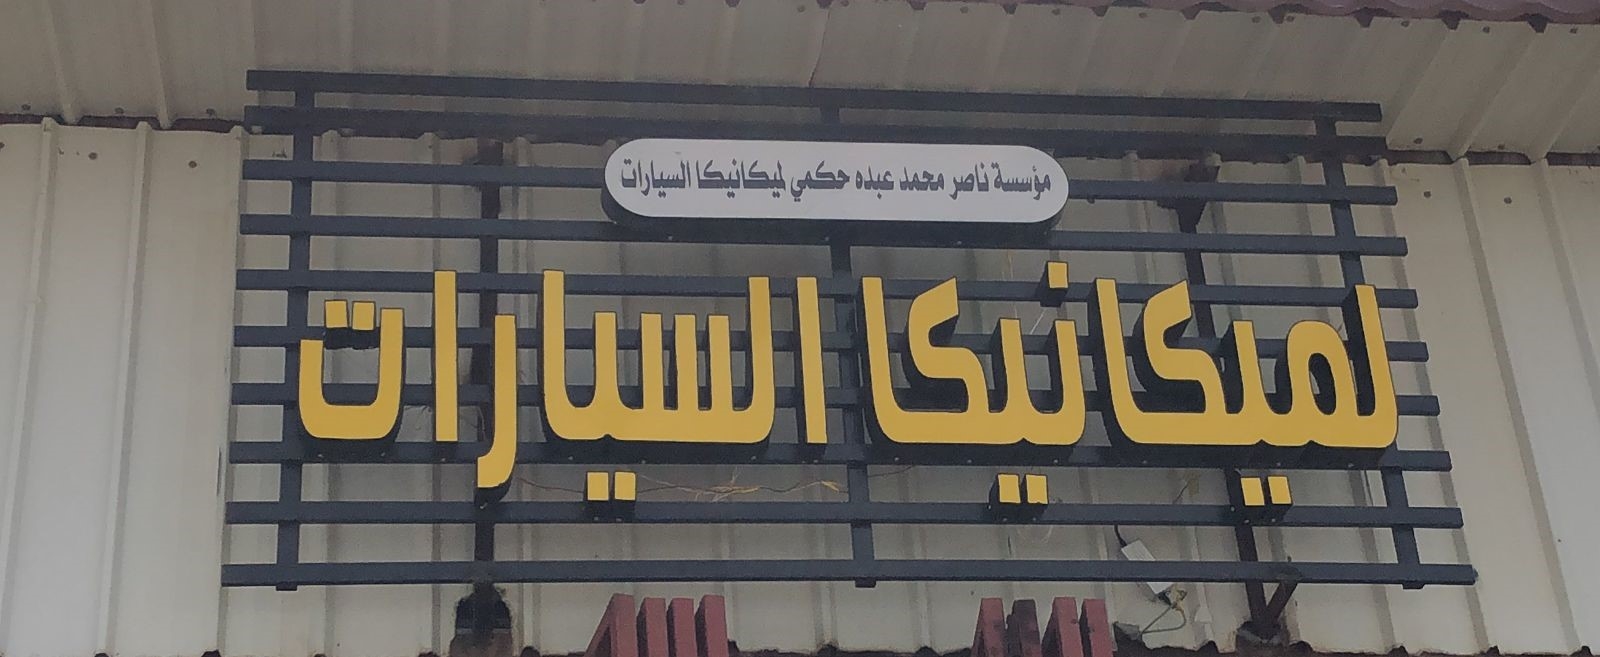 مؤسسة ناصر محمد عبده حكمي لميكانيكا السيارات
لميكانيكا السيارات